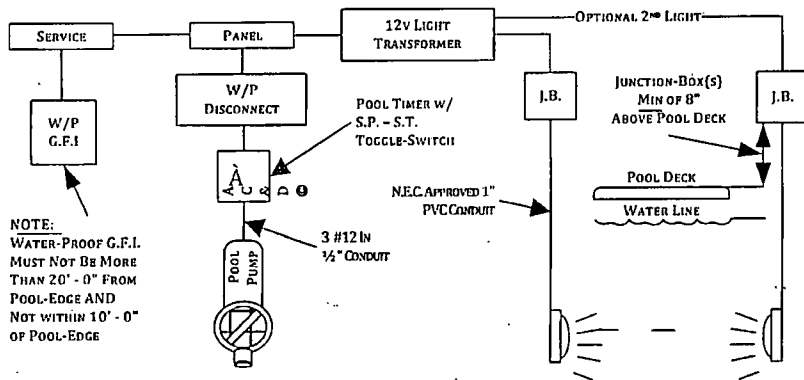 SERVICE
PANEL
12V LIGHT
TRANSFORMER
OPTIONAL 2ND LIGHT
W/P
DISCONNECT
W/P
G.F.I
POOL TIMER W/
S.P. – S.T.
TOGGLE-SWITCH
J.B.
JUNCTION-BOX{S}
MIN OF 8"
ABOVE POOL DECK
J.B.
A C & D
POOL DECK
WATER LINE
N.E.C. APPROVED 1"
PVC CONDUIT
3 #12 IN
½" CONDUIT
POOL
PUMP
NOTE:
WATER-PROOF G.F.I.
MUST NOT BE MORE
THAN 20' - 0" FROM
POOL-EDGE AND
NOT WITHIN 10' - 0"
OF POOL-EDGE